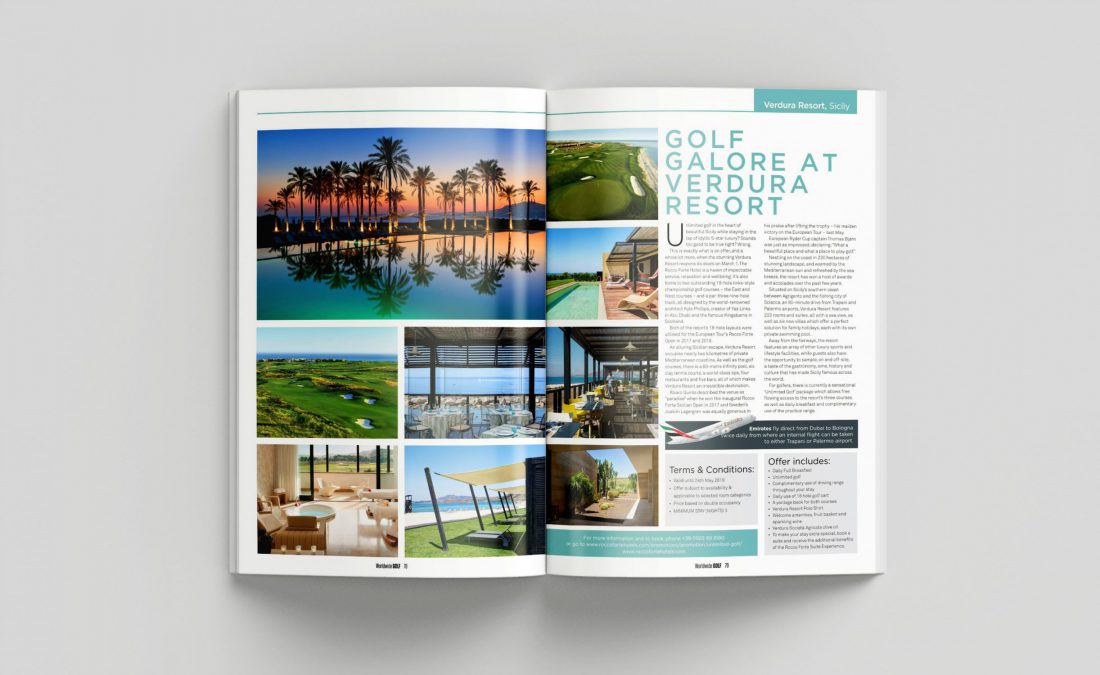 Verdura Resort, Sicily
GOLF
GALORE AT
VERDURA
RESORT
Unlimited golf in the heart of
beautiful Sicily while staying in the
lap of idyllic 5-star luxury? Sounds
too good to be true right? Wrong.
This is exactly what is on offer, and a
whole lot more, when the stunning Verdura
Resort reopens its doors on March 1. The
Rocco Forte Hotel is a haven of impeccable
service, relaxation and wellbeing. It's also
home to two outstanding 18-hole links-style
championship golf courses – the East and
West courses – and a par-three nine-hole
track, all designed by the world-renowned
architect Kyle Phillips, creator of Yas Links
in Abu Dhabi and the famous Kingsbarns in
Scotland.
Both of the resort's 18-hole layouts were
utilised for the European Tour's Rocco Forte
Open in 2017 and 2018.
An alluring Sicilian escape, Verdura Resort
occupies nearly two kilometres of private
Mediterranean coastline. As well as the golf
courses, there is a 60-metre infinity pool, six
clay tennis courts, a world-class spa, four
restaurants and five bars, all of which makes
Verdura Resort an irresistible destination.
Alvaro Quiros described the venue as
"paradise" when he won the inaugural Rocco
Forte Sicilian Open in 2017 and Sweden's
Joakim Lagergren was equally generous in
his praise after lifting the trophy – his maiden
victory on the European Tour – last May.
European Ryder Cup captain Thomas Bjørn
was just as impressed, declaring: "What a
beautiful place and what a place to play golf."
Nestling on the coast in 230 hectares of
stunning landscape, and warmed by the
Mediterranean sun and refreshed by the sea
breeze, the resort has won a host of awards
and accolades over the past few years.
Situated on Sicily's southern coast
between Agrigento and the fishing city of
Sciacca, an 80-minute drive from Trapani and
Palermo airports, Verdura Resort features
203 rooms and suites, all with a sea view, as
well as six new villas which offer a perfect
solution for family holidays, each with its own
private swimming pool.
Away from the fairways, the resort
features an array of other luxury sports and
lifestyle facilities, while guests also have
the opportunity to sample, on and off-site,
a taste of the gastronomy, wine, history and
culture that has made Sicily famous across
the world.
For golfers, there is currently a sensational
'Unlimited Golf' package which allows free
flowing access to the resort's three courses
as well as daily breakfast and complimentary
use of the practice range.
Emirates
Emirates fly direct from Dubai to Bologna
twice daily from where an internal flight can be taken
to either Trapani or Palermo airport.
Terms & Conditions:
• Valid until 24th May 2019
• Offer subject to availability &
applicable to selected room categories
• Price based on double occupancy
• MINIMUM STAY 3 NIGHTS
Offer includes:
• Daily Full Breakfast
• Unlimited golf
• Complimentary use of driving range
throughout your stay
• Daily use of 18 hole golf cart
• A yardage book for both courses
• Verdura Resort Polo Shirt
• Welcome amenities, fruit basket and
sparkling wine
• Verdura Società Agricola olive oil
• To make your stay extra special, book a
suite and receive the additional benefits
of the Rocco Forte Suite Experience.
For more information and to book, phone
or go to www.roccofortehotels.com/promotions/promotion/unlimited-golf/
www.roccofortehotels.com
Worldwide GOLF
Worldwide GOLF 79